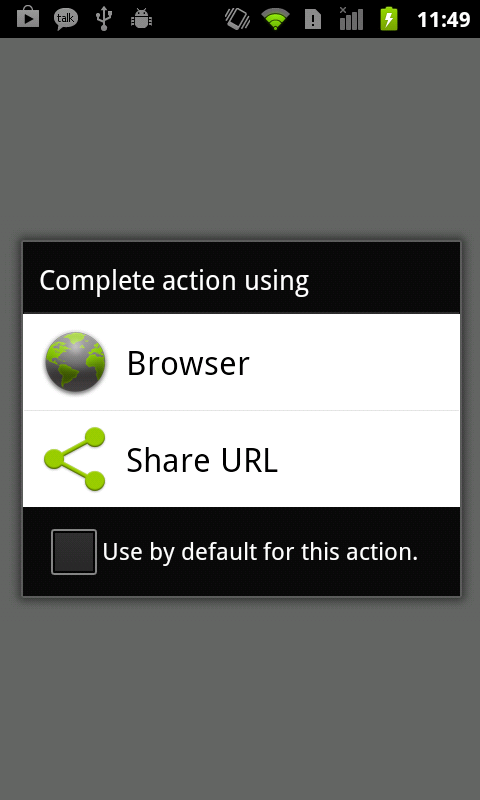 talk 11:49
Complete action using
Browser
Share URL
Use by default for this action.